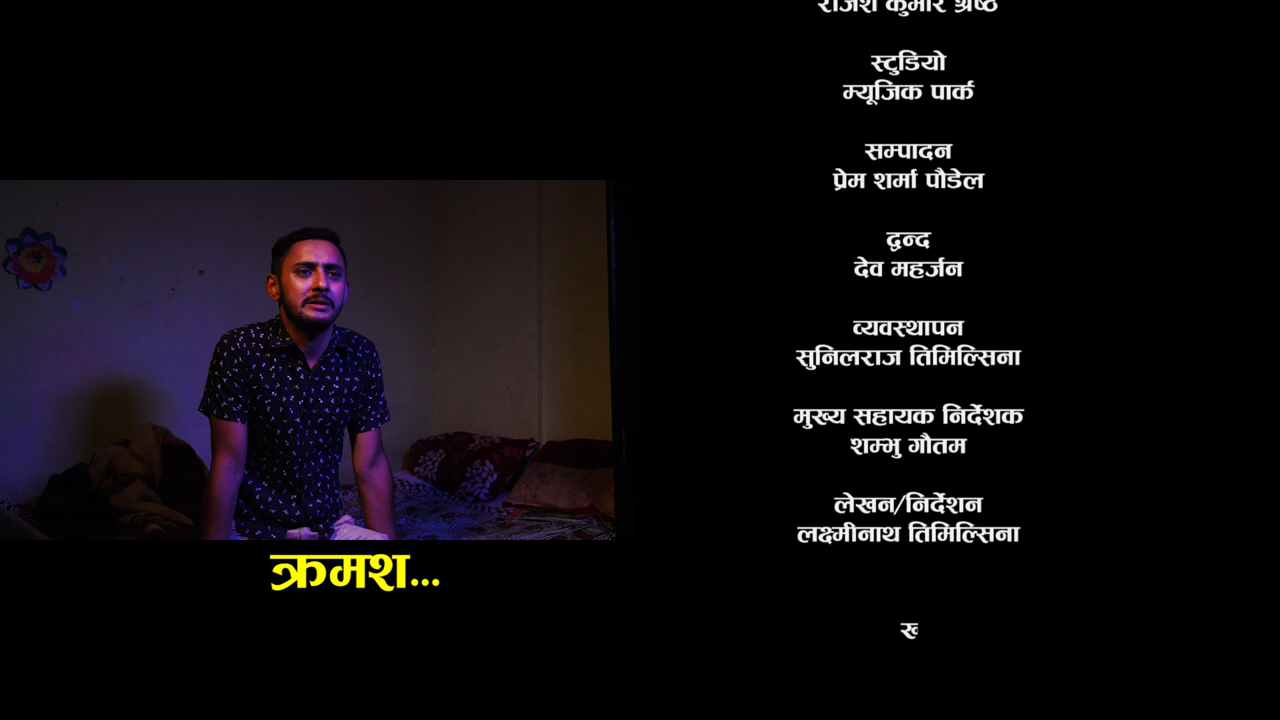 राजेश कुमार श्रेष्ठ
स्टुडियो
म्यूजिक पार्क
सम्पादन
प्रेम शर्मा पौडेल
द्वन्द
देव महर्जन
व्यवस्थापन
सुनिलराज तिमिल्सिना
मुख्य सहायक निर्देशक
शम्भु गौतम
लेखन/निर्देशन
लक्ष्मीनाथ तिमिल्सिना
क्रमश...